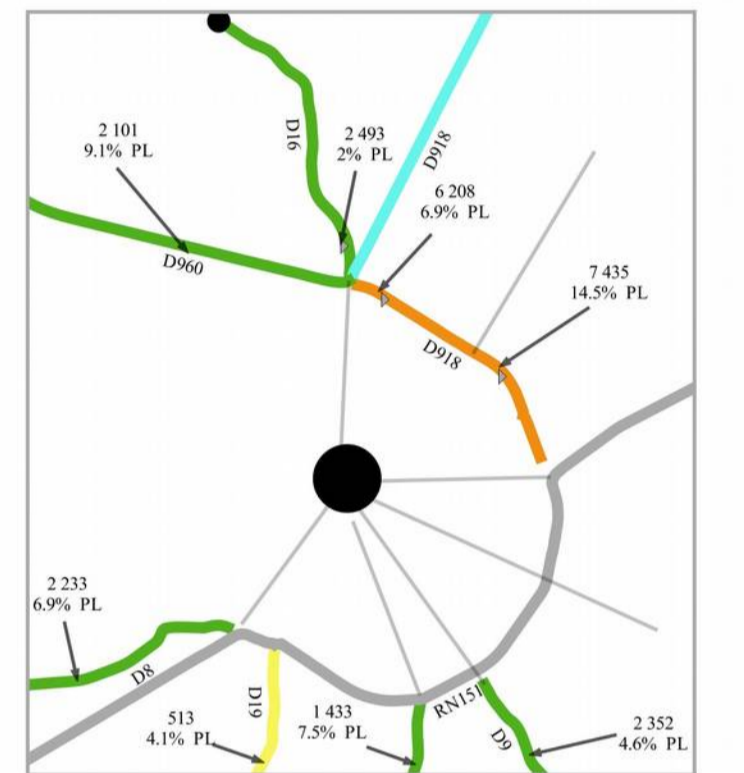 D16
2 101
9.1% PL
2 493
2% PL
D918
6 208
6.9% PL
D960
7 435
14.5% PL
D918
2 233
6.9% PL
D8
D19
513
4.1% PL
1 433
7.5% PL
RN151
D9
2 352
4.6% PL